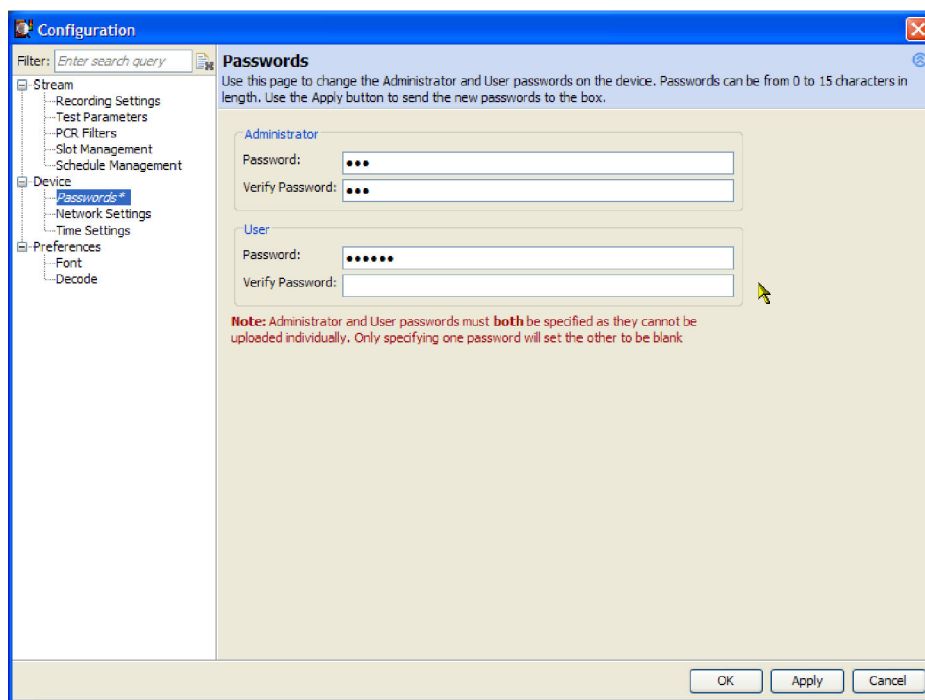 Configuration
Filter: Enter search query
Stream
Recording Settings
Test Parameters
PCR Filters
Slot Management
Schedule Management
Device
Passwords*
Network Settings
Time Settings
Preferences
Font
Decode
Passwords
Use this page to change the Administrator and User passwords on the device. Passwords can be from 0 to 15 characters in
length. Use the Apply button to send the new passwords to the box.
Administrator
Password: •••
Verify Password: •••
User
Password: ••••••
Verify Password:
Note: Administrator and User passwords must both be specified as they cannot be
uploaded individually. Only specifying one password will set the other to be blank
OK Apply Cancel